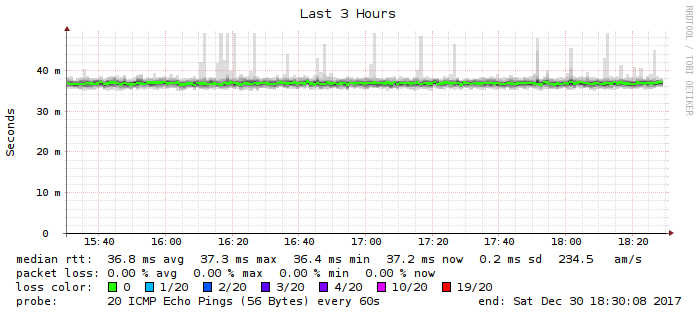 Last 3 Hours
RRDTOOL / TOBI OETIKER
Seconds
40 m
30 m
20 m
10 m
0
15:40 16:00 16:20 16:40 17:00 17:20 17:40 18:00 18:20
median rtt: 36.8 ms avg 37.3 ms max 36.4 ms min 37.2 ms now 0.2 ms sd 234.5 am/s
packet loss: 0.00 % avg 0.00 % max 0.00 % min 0.00 % now
loss color: 0 1/20 2/20 3/20 4/20 10/20 19/20
probe: 20 ICMP Echo Pings (56 Bytes) every 60s end: Sat Dec 30 18:30:08 2017